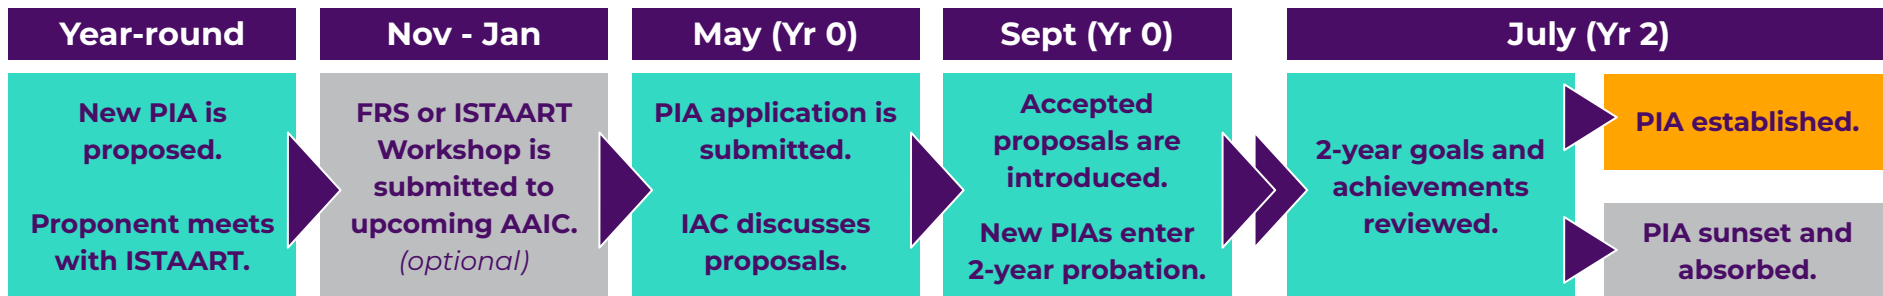 Year-round
New PIA is
proposed.
Proponent meets
with ISTAART.
Nov - Jan
FRS or ISTAART
Workshop is
submitted to
upcoming AAIC.
(optional)
May (Yr 0)
PIA application is
submitted.
IAC discusses
proposals.
Sept (Yr 0)
Accepted
proposals are
introduced.
New PIAs enter
2-year probation.
July (Yr 2)
2-year goals and
achievements
reviewed.
PIA established.
PIA sunset and
absorbed.